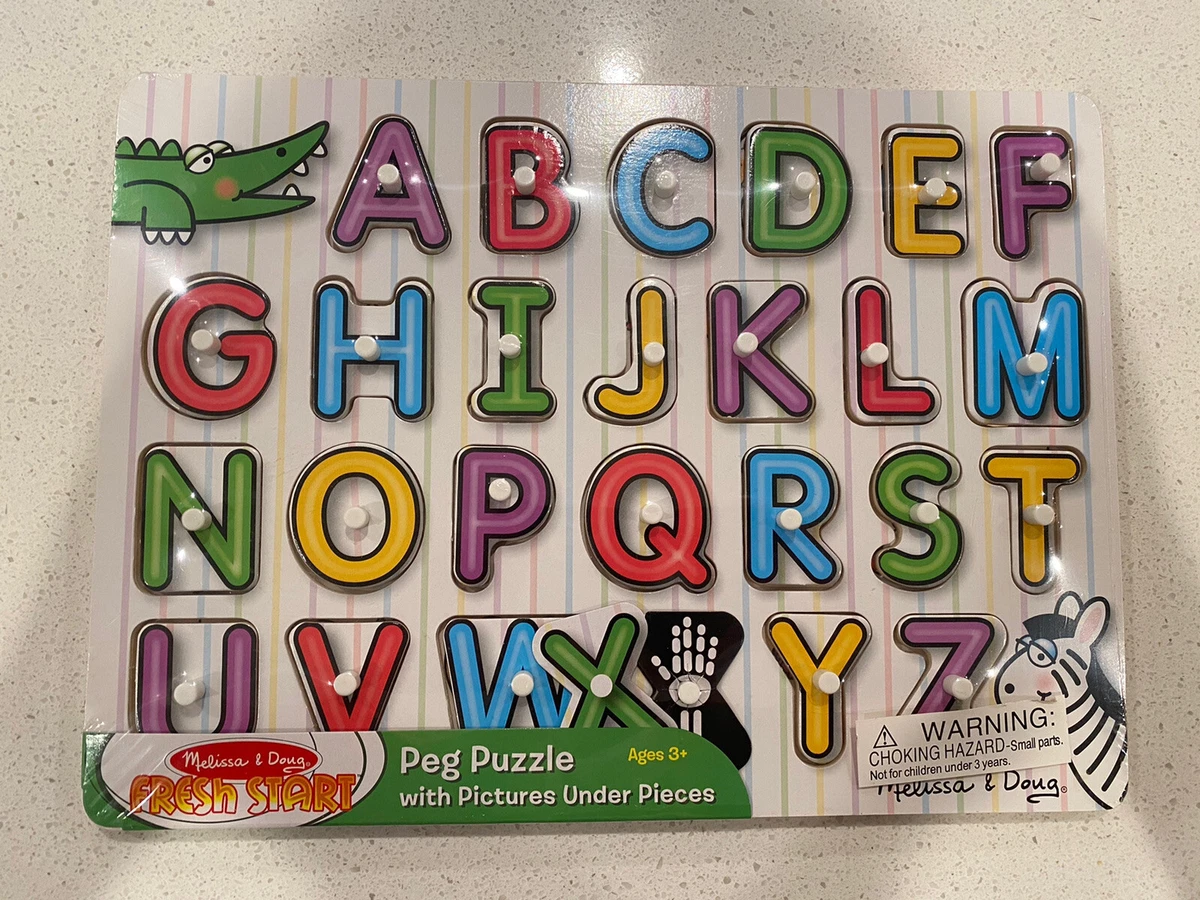 A B C D E F
G H I J K L M
N O P Q R S T
U V W X Y Z
Melissa & Doug®
FRESH START
Peg Puzzle
Ages 3+
with Pictures Under Pieces
WARNING:
CHOKING HAZARD-Small parts.
Not for children under 3 years.
Melissa & Doug®